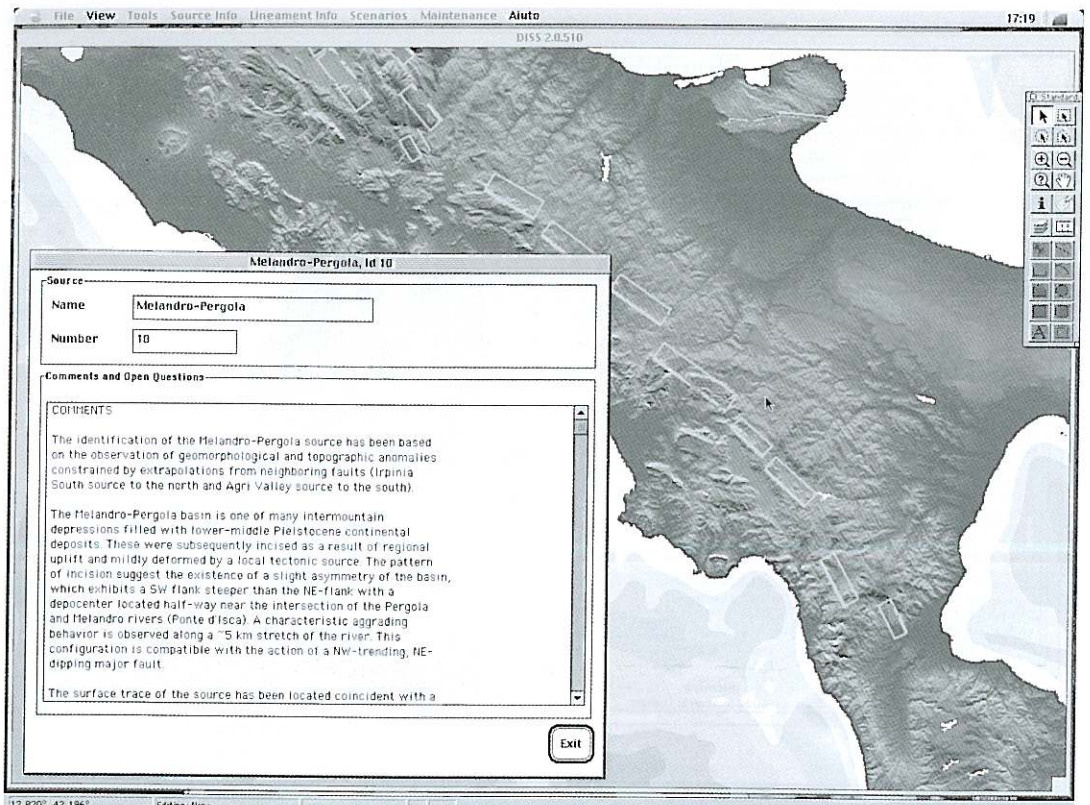 File View Tools Source Info Lineament Info Scenarios Maintenance Aiuto 17:19
DISS 2.0.510
Standard
Melandro-Pergola, Id 10
Source
Name Melandro-Pergola
Number 10
Comments and Open Questions
COMMENTS
The identification of the Melandro-Pergola source has been based
on the observation of geomorphological and topographic anomalies
constrained by extrapolations from neighboring faults (Irpinia
South source to the north and Agri Valley source to the south).
The Melandro-Pergola basin is one of many intermountain
depressions filled with lower-middle Pleistocene continental
deposits. These were subsequently incised as a result of regional
uplift and mildly deformed by a local tectonic source. The pattern
of incision suggest the existence of a slight asymmetry of the basin,
which exhibits a SW flank steeper than the NE-flank with a
depocenter located half-way near the intersection of the Pergola
and Melandro rivers (Ponte d'Isca). A characteristic aggrading
behavior is observed along a ~5 km stretch of the river. This
configuration is compatible with the action of a NW-trending, NE-
dipping major fault.
The surface trace of the source has been located coincident with a
Exit